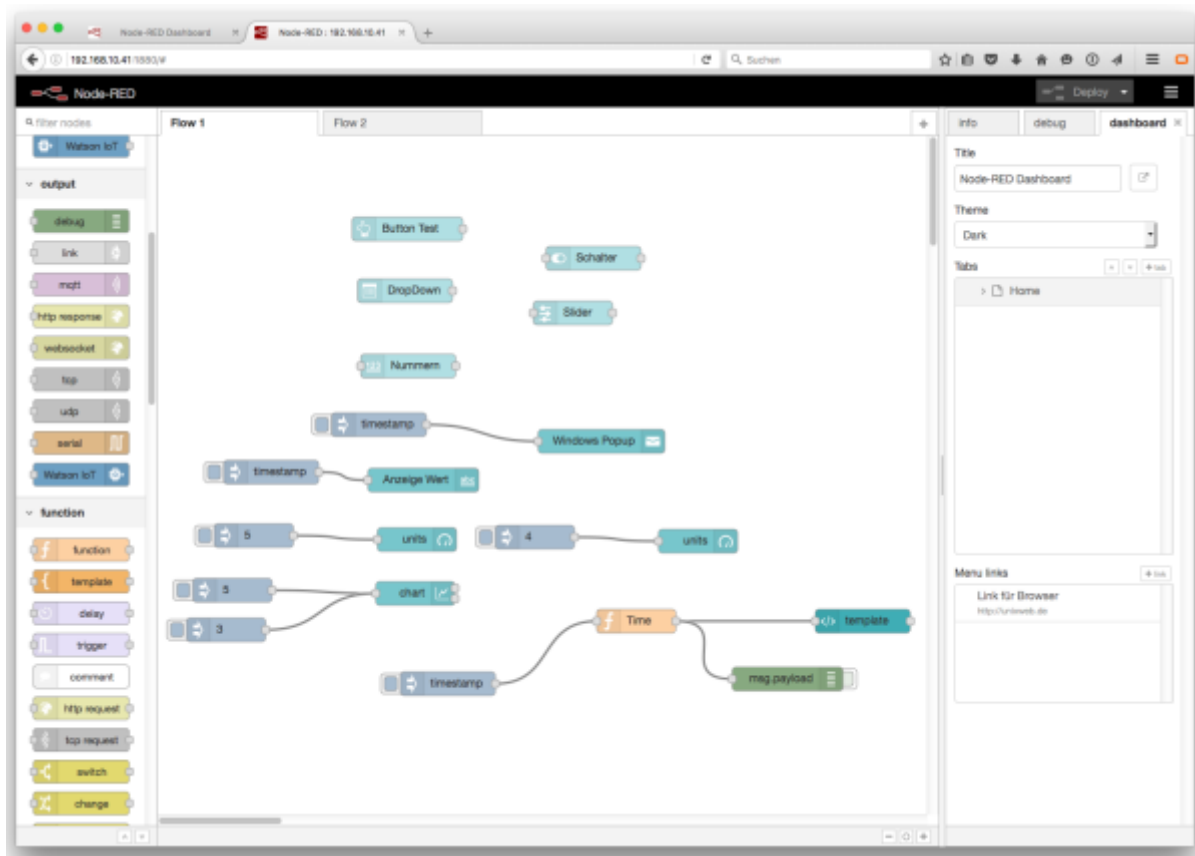 Node-RED Dashboard
Node-RED : 192.168.10.41
192.168.10.41:1880/#
Suchen
Node-RED
Deploy
filter nodes
Flow 1
Flow 2
info
debug
dashboard
Watson IoT
output
debug
link
mqtt
http response
websocket
tcp
udp
serial
Watson IoT
function
function
template
delay
trigger
comment
http request
tcp request
switch
change
Button Test
Schalter
DropDown
Slider
Nummern
timestamp
Windows Popup
timestamp
Anzeige Wert
abc
5
units
4
units
5
chart
3
Time
template
timestamp
msg.payload
Title
Node-RED Dashboard
Theme
Dark
Tabs
+ tab
Home
Menu links
+ link
Link für Browser